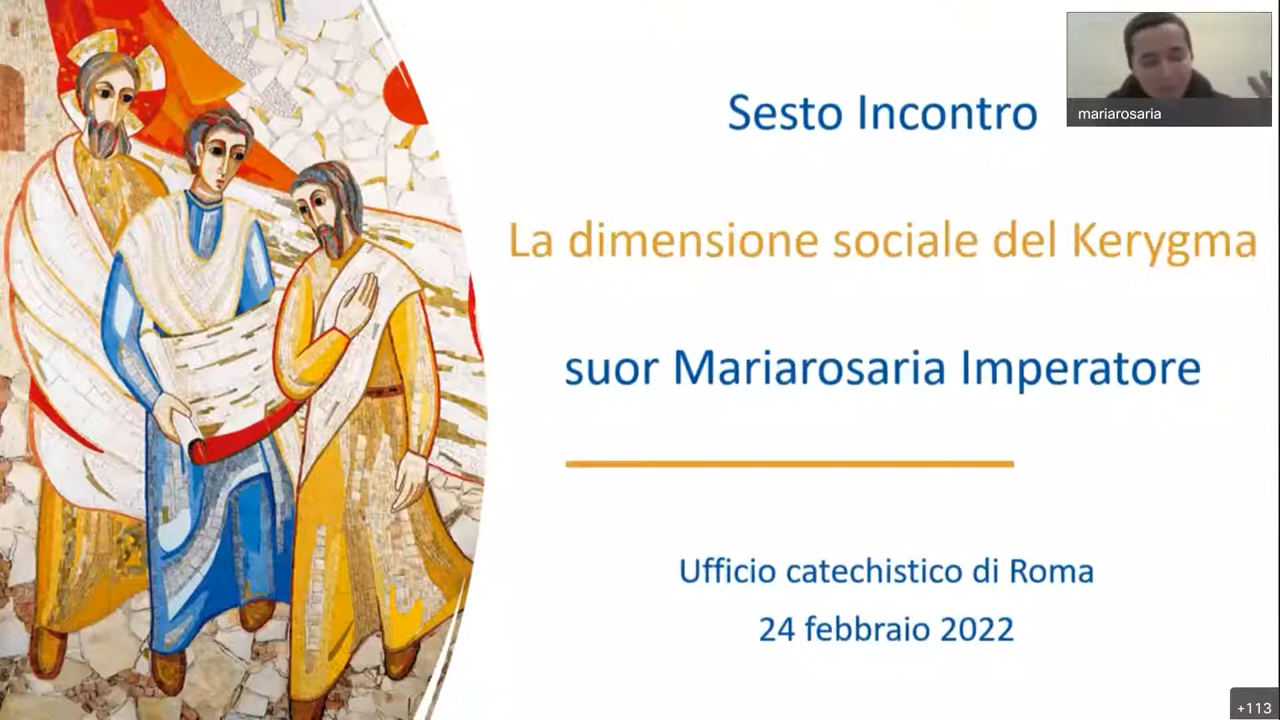 Sesto Incontro
mariarosaria
La dimensione sociale del Kerygma
suor Mariarosaria Imperatore
Ufficio catechistico di Roma
24 febbraio 2022
+113